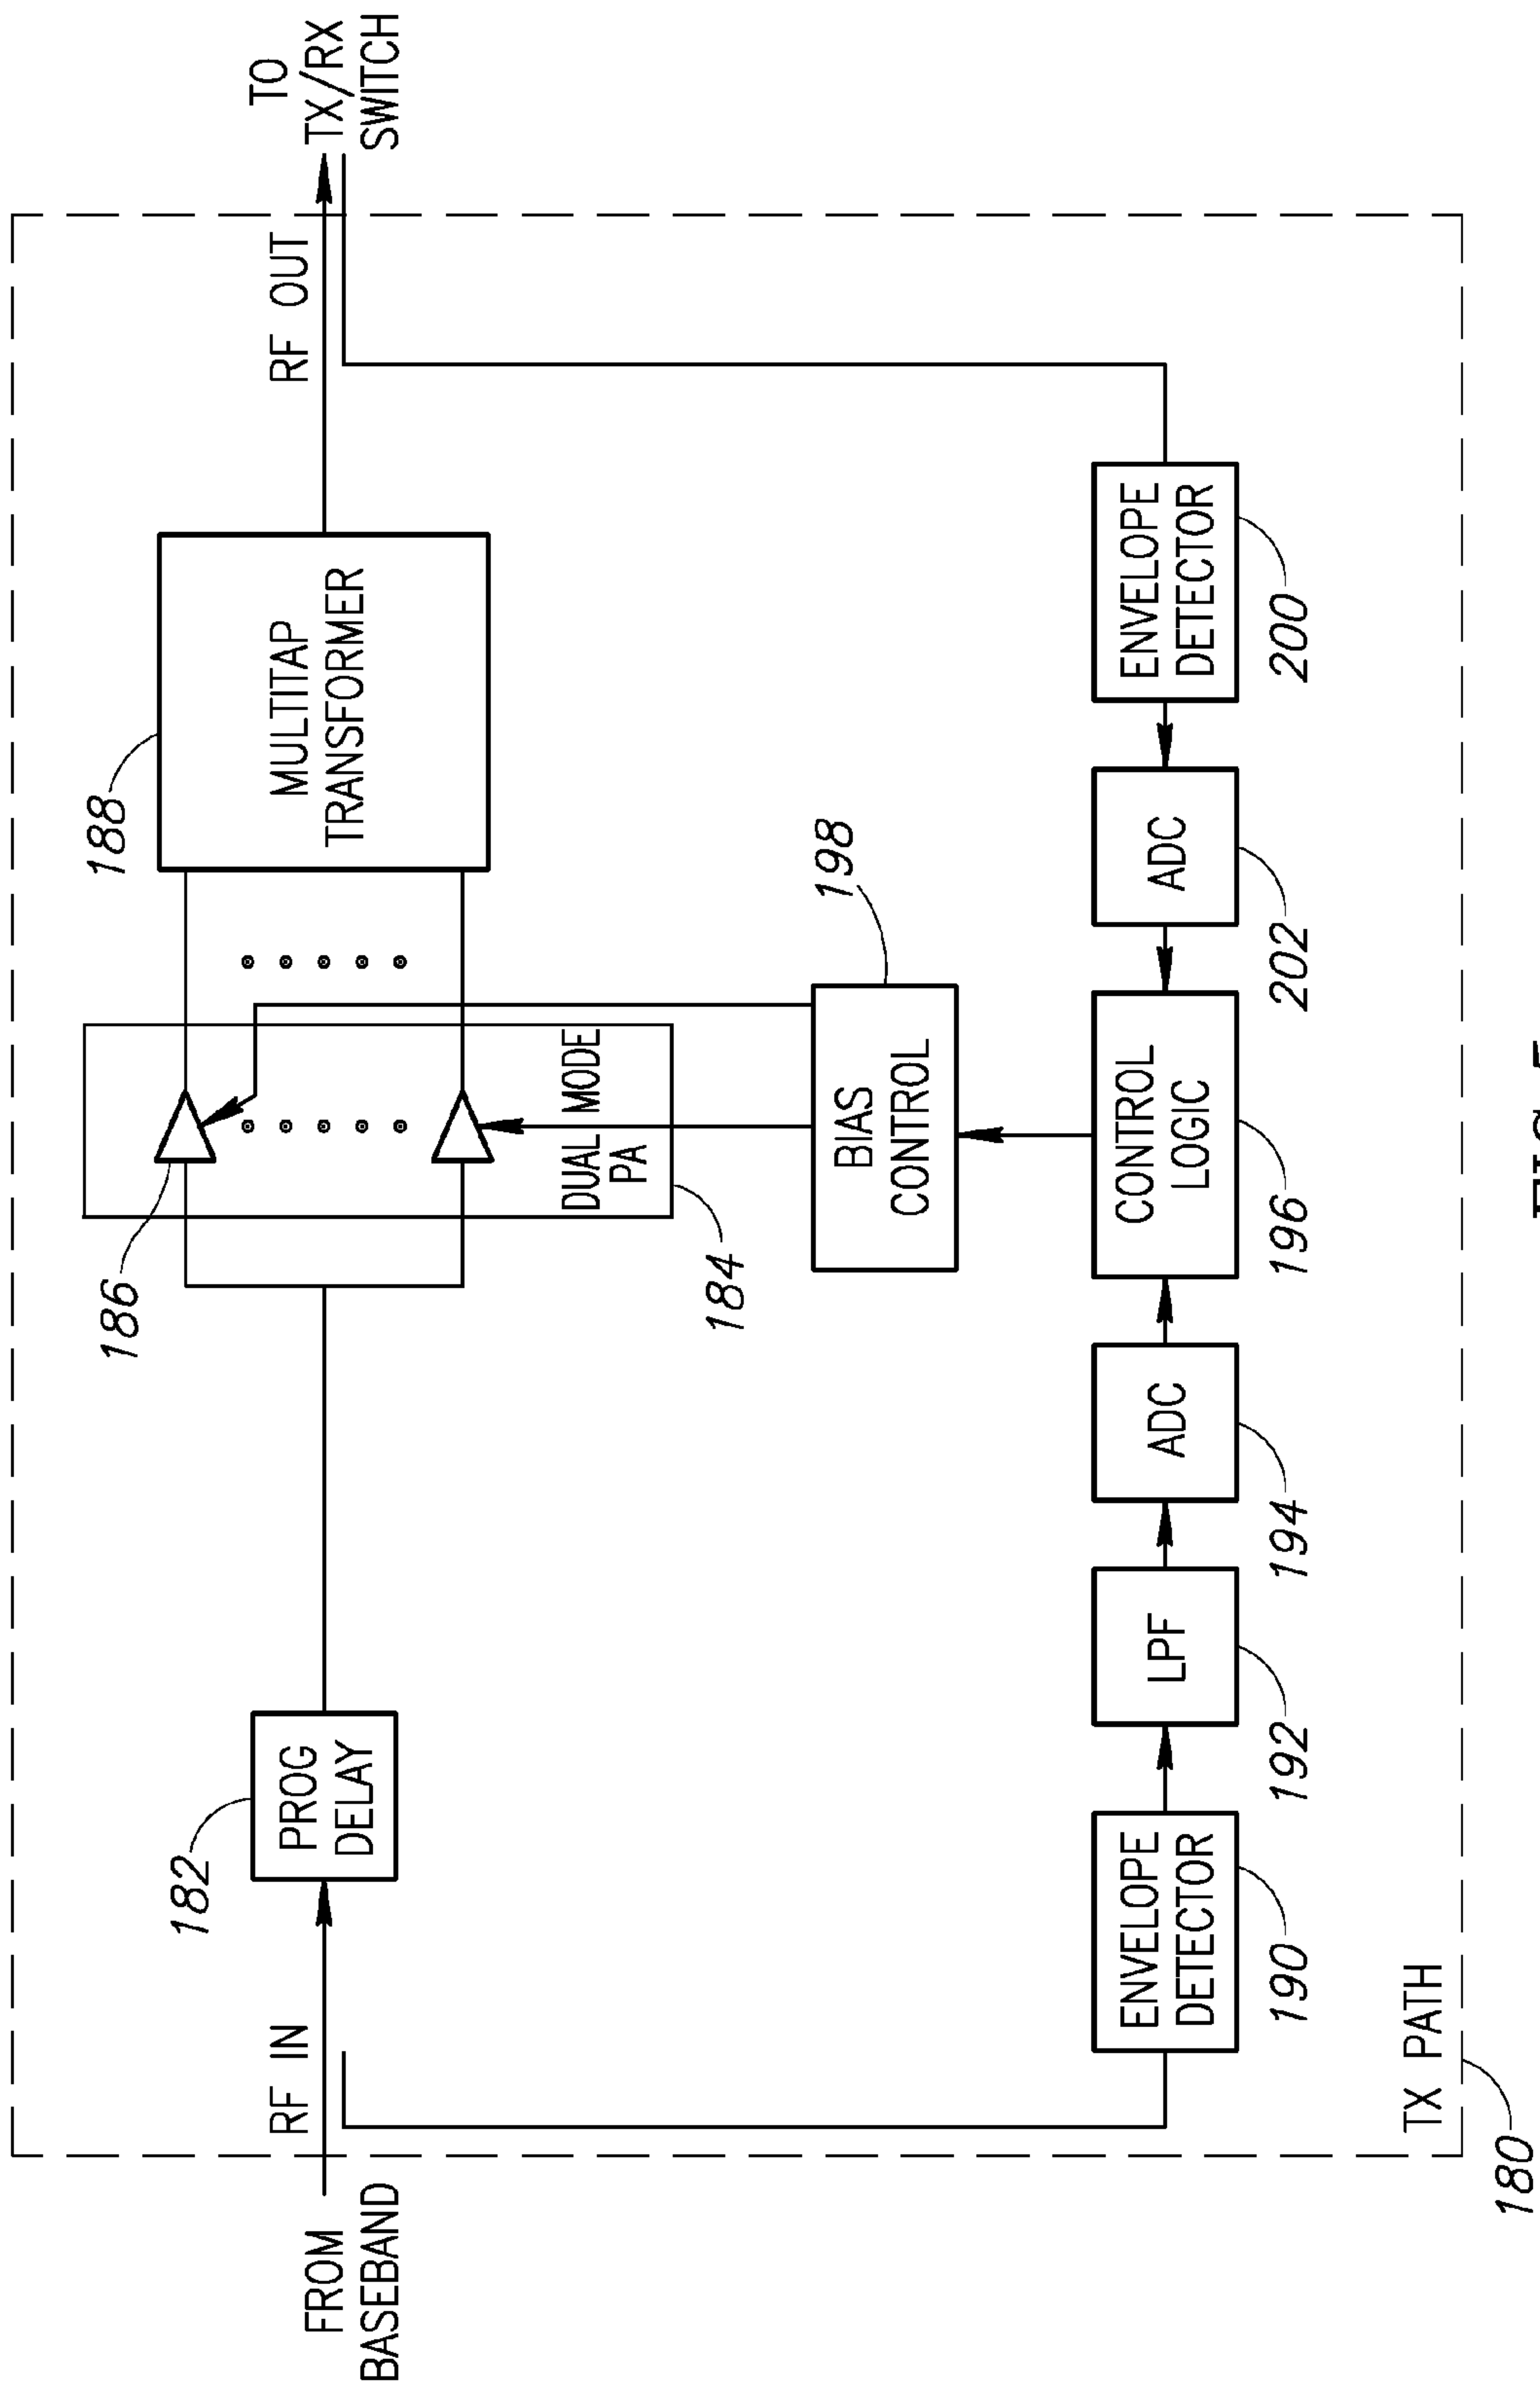 188
186
MULTITAP
TRANSFORMER
TO
TX/RX
SWITCH
RF OUT
182
PROG
DELAY
RF IN
FROM
BASEBAND
DUAL MODE
PA
184
198
BIAS
CONTROL
ENVELOPE
DETECTOR
190
LPF
192
ADC
194
CONTROL
LOGIC
196
ADC
202
ENVELOPE
DETECTOR
200
TX PATH
180